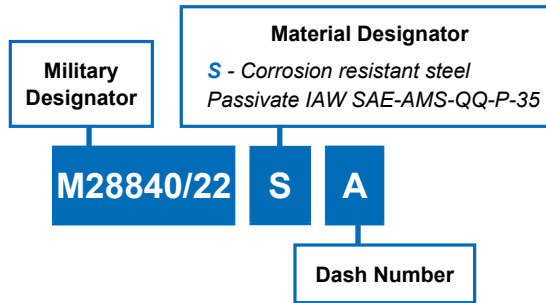 Material Designator
S - Corrosion resistant steel
Passivate IAW SAE-AMS-QQ-P-35
Military
Designator
M28840/22 S A
Dash Number